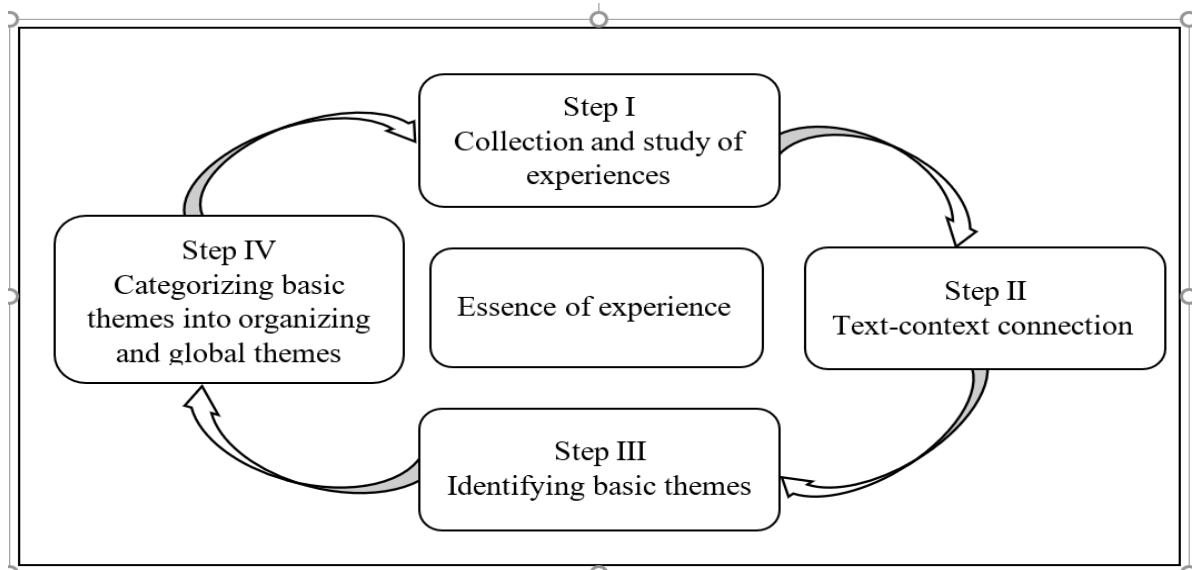 Step I
Collection and study of
experiences
Step IV
Categorizing basic
themes into organizing
and global themes
Essence of experience
Step II
Text-context connection
Step III
Identifying basic themes